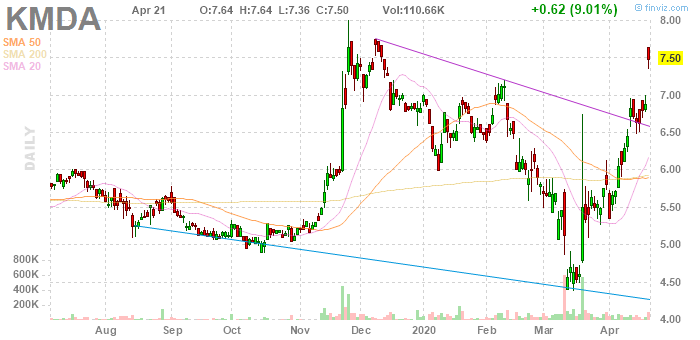 KMDA
Apr 21 O:7.64 H:7.64 L:7.36 C:7.50 Vol:110.66K +0.62 (9.01%)
© finviz.com
SMA 50
SMA 200
SMA 20
DAILY
8.00
7.50
7.00
6.50
6.00
5.50
5.00
4.50
4.00
800K
600K
400K
200K
Aug Sep Oct Nov Dec 2020 Feb Mar Apr